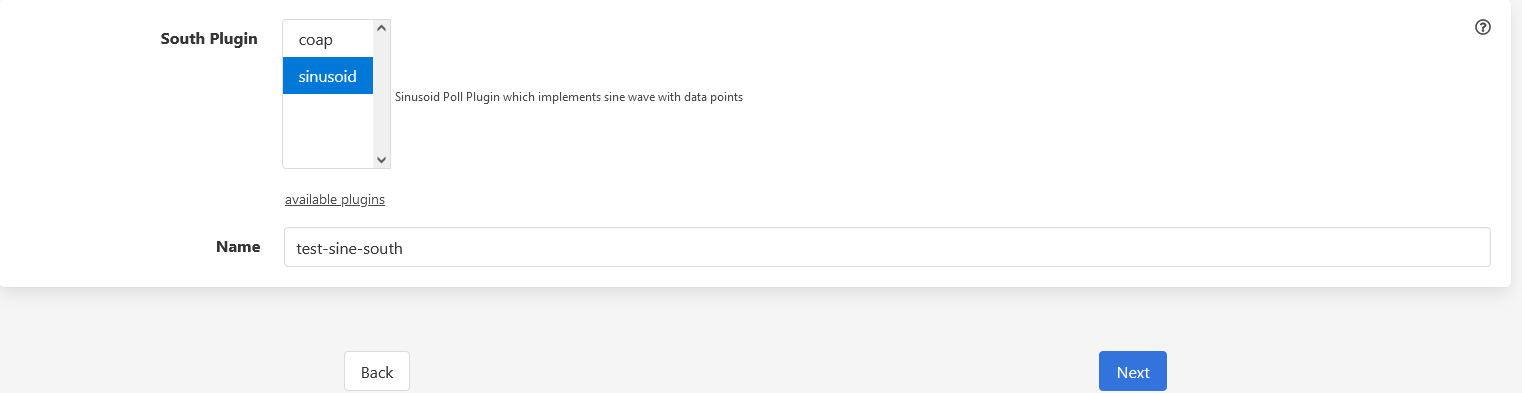 South Plugin
coap
sinusoid
Sinusoid Poll Plugin which implements sine wave with data points
available plugins
Name
test-sine-south
Back
Next